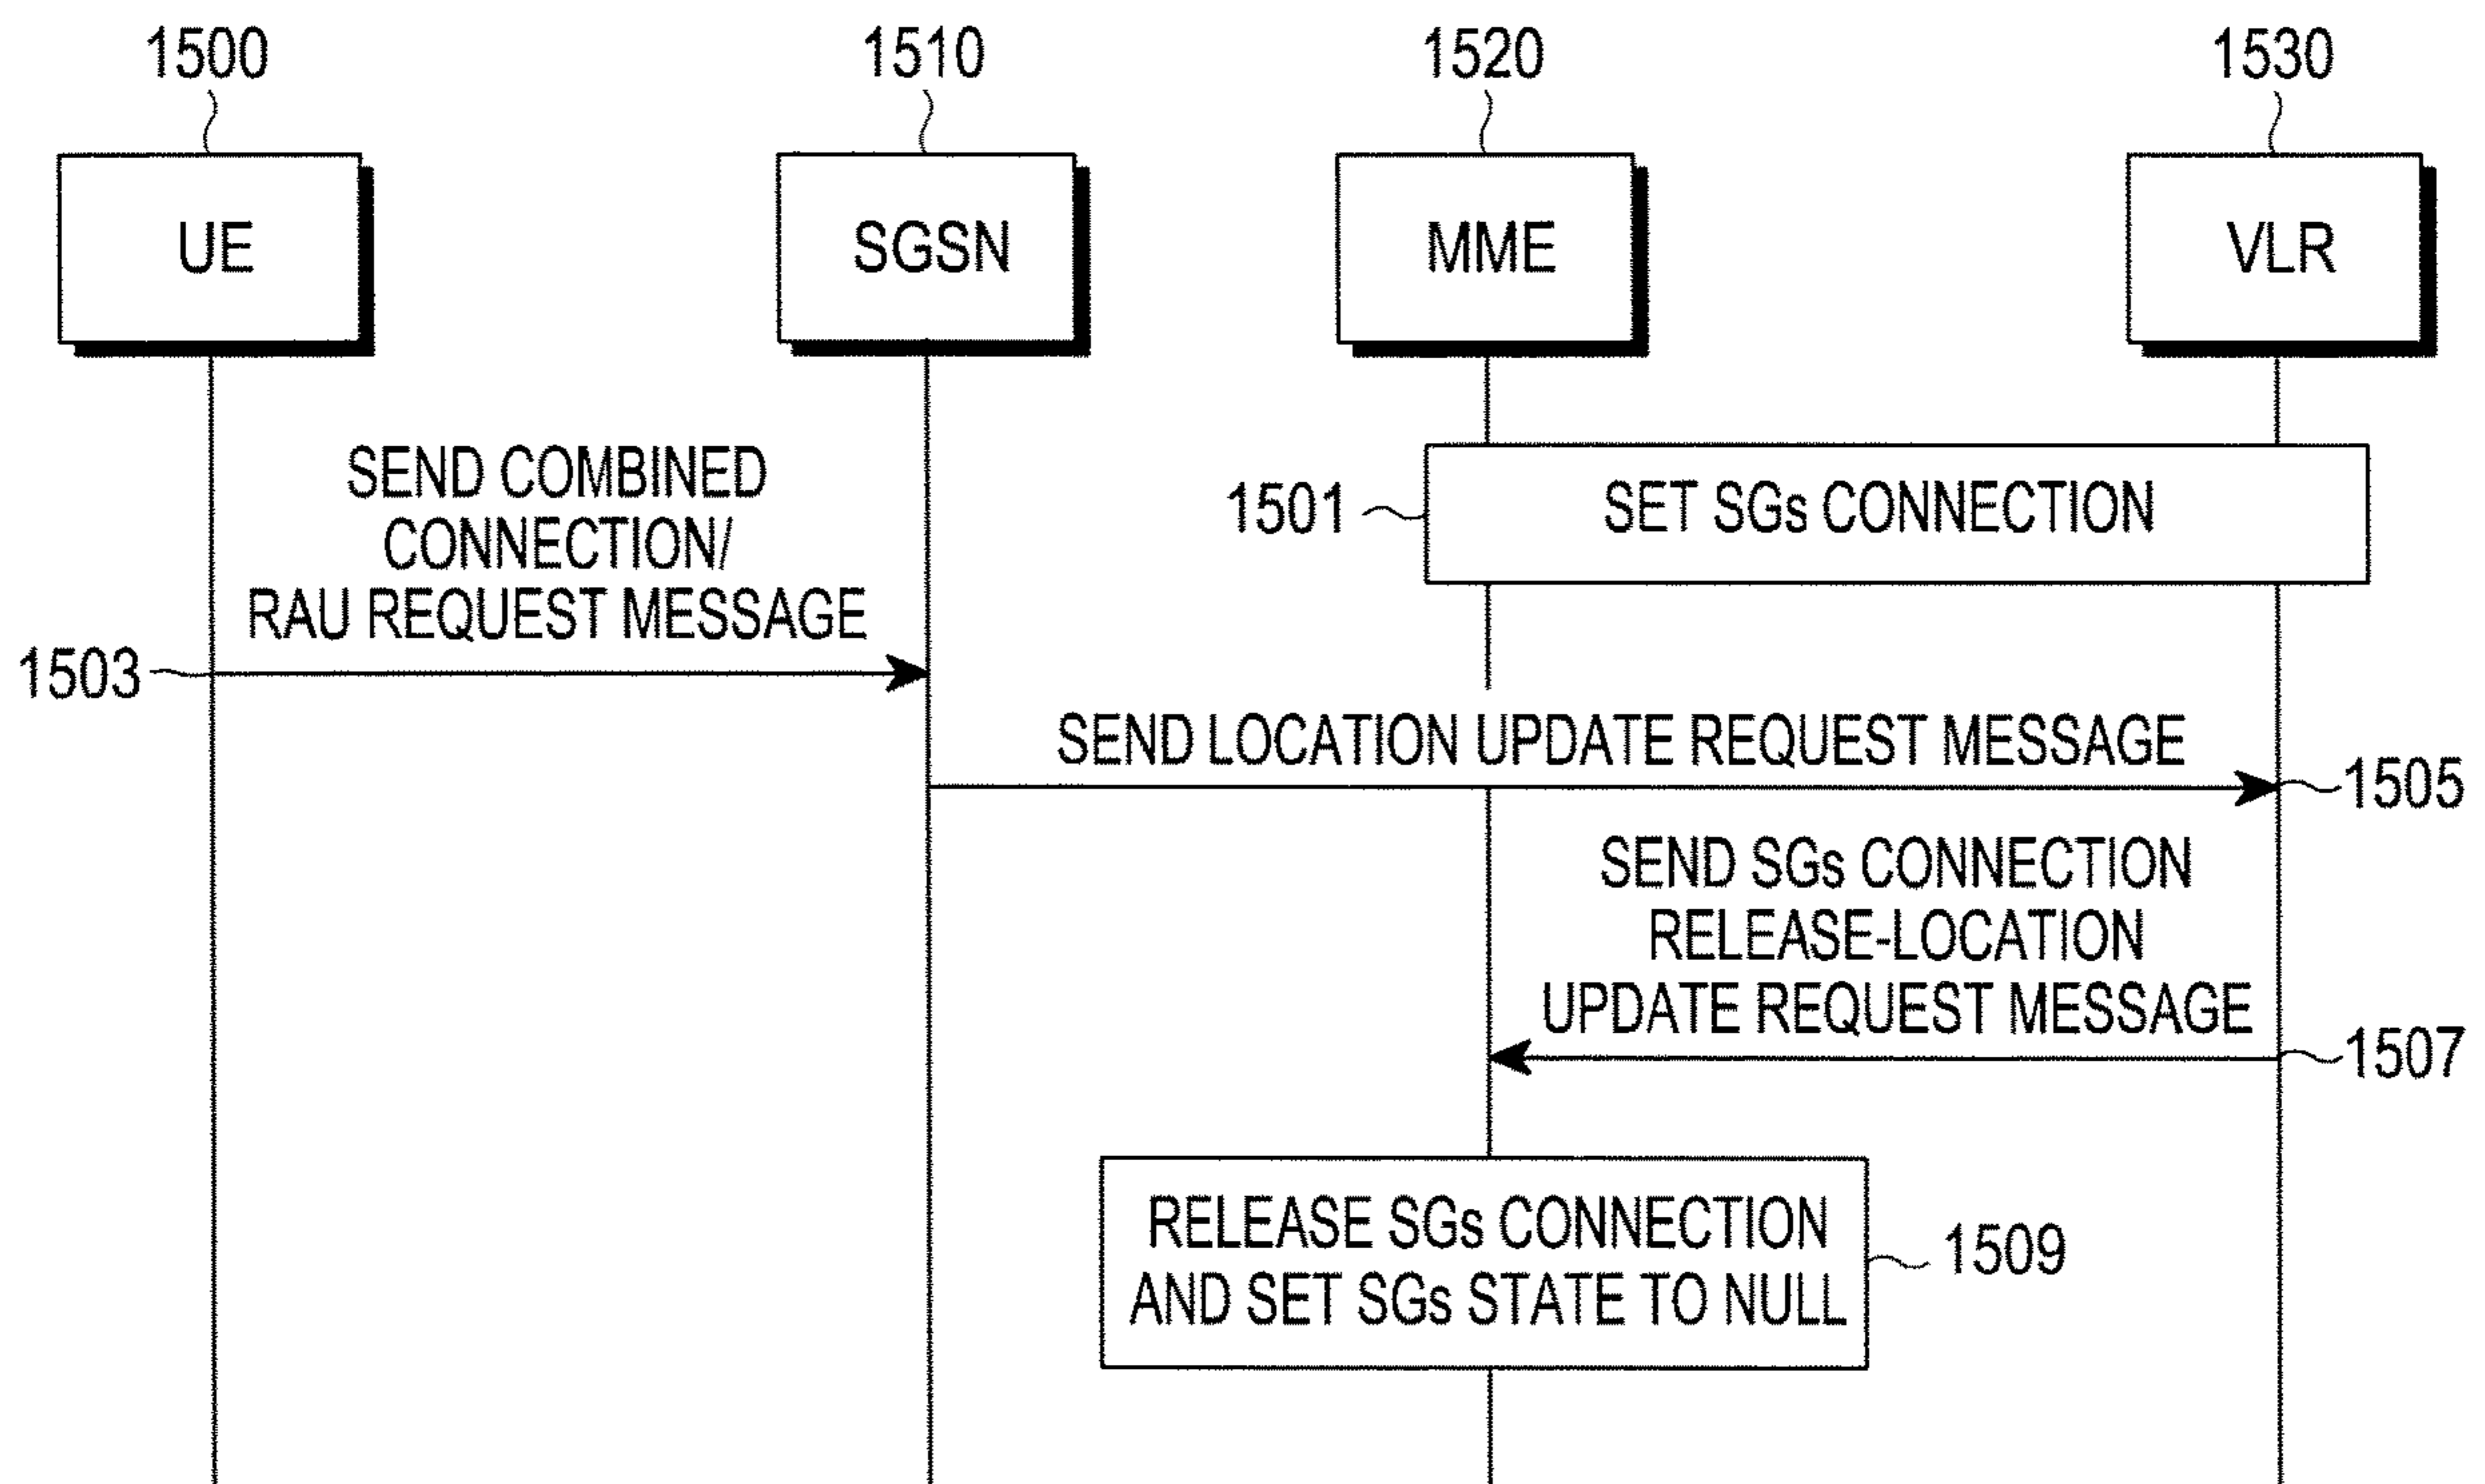 1500
1510
1520
1530
UE
SGSN
MME
VLR
SEND COMBINED
CONNECTION/
RAU REQUEST MESSAGE
1501
SET SGs CONNECTION
1503
SEND LOCATION UPDATE REQUEST MESSAGE
1505
SEND SGs CONNECTION
RELEASE-LOCATION
UPDATE REQUEST MESSAGE
1507
RELEASE SGs CONNECTION
AND SET SGs STATE TO NULL
1509